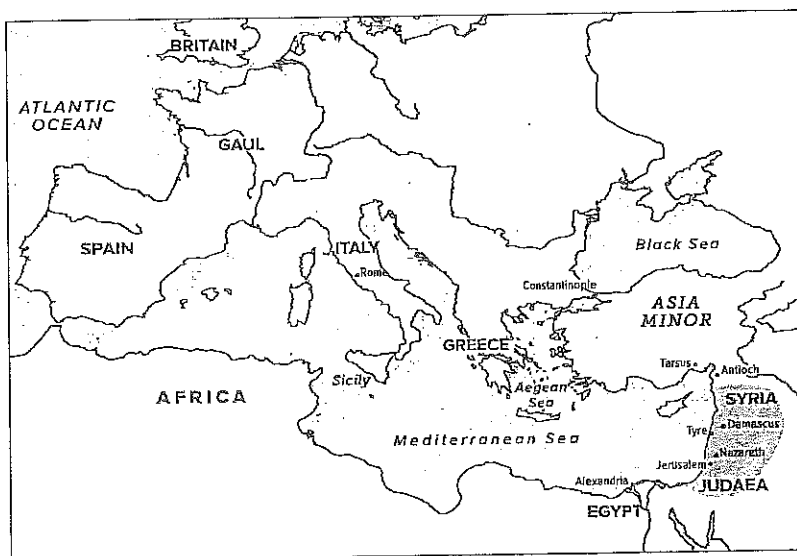 BRITAIN
ATLANTIC
OCEAN
GAUL
SPAIN
ITALY
Rome
Black Sea
Constantinople
ASIA
MINOR
GREECE
Tarsus
Antioch
Sicily
Aegean
Sea
AFRICA
SYRIA
Damascus
Tyre
Mediterranean Sea
Nazareth
Jerusalem
Alexandria
JUDAEA
EGYPT